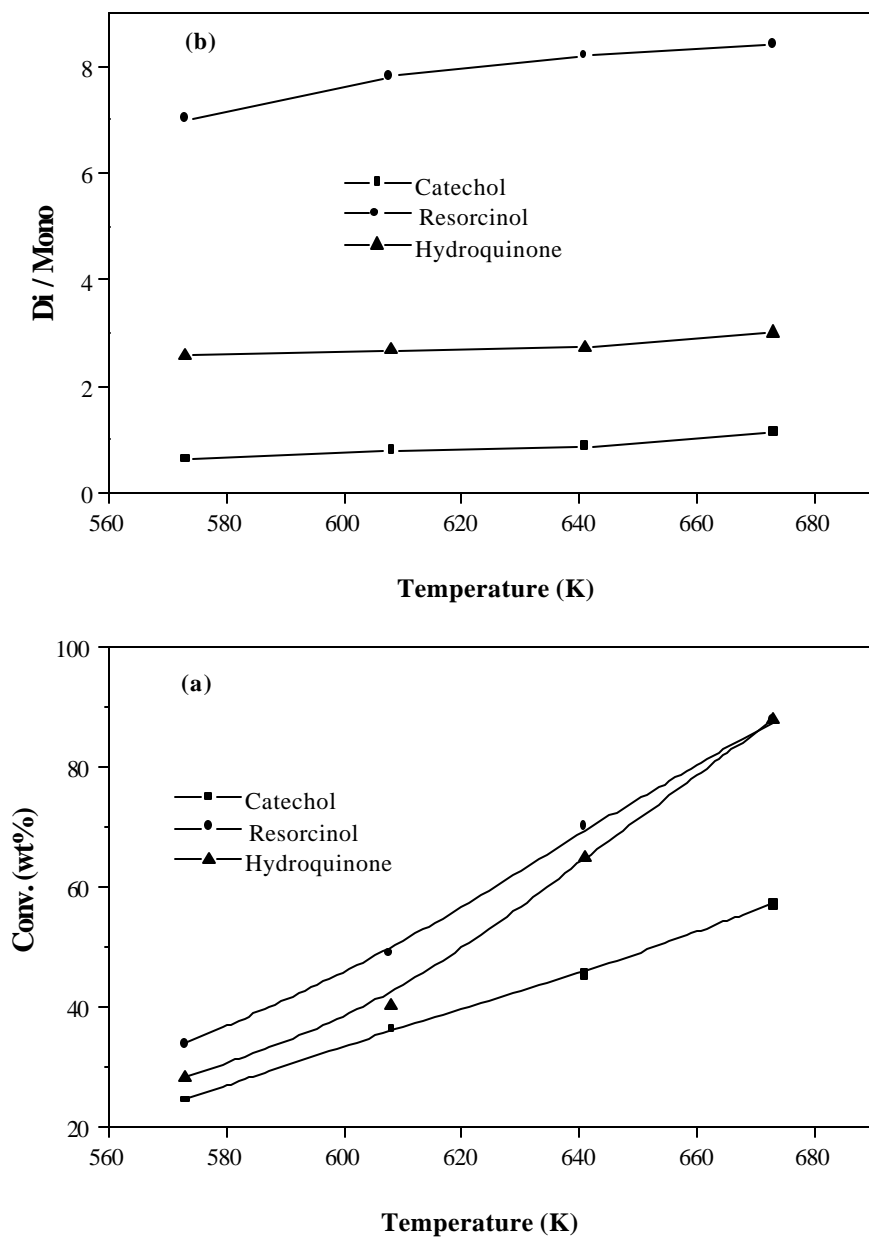 (b)
8
6
4
2
0
Di / Mono
Catechol
Resorcinol
Hydroquinone
560 580 600 620 640 660 680
Temperature (K)
(a)
100
80
60
40
20
Conv. (wt%)
Catechol
Resorcinol
Hydroquinone
560 580 600 620 640 660 680
Temperature (K)